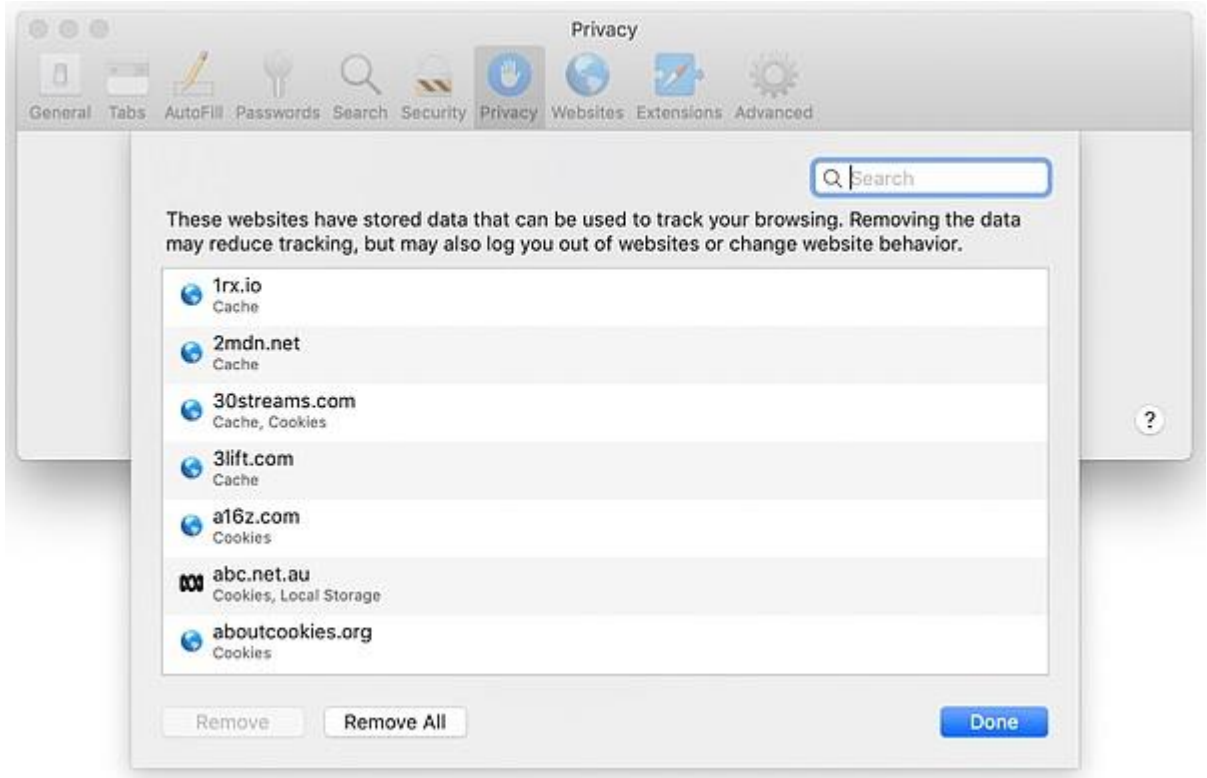 Privacy
General Tabs AutoFill Passwords Search Security Privacy Websites Extensions Advanced
Search
These websites have stored data that can be used to track your browsing. Removing the data
may reduce tracking, but may also log you out of websites or change website behavior.
1rx.io
Cache
2mdn.net
Cache
30streams.com
Cache, Cookies
?
3lift.com
Cache
a16z.com
Cookies
abc.net.au
Cookies, Local Storage
aboutcookies.org
Cookies
Remove Remove All Done